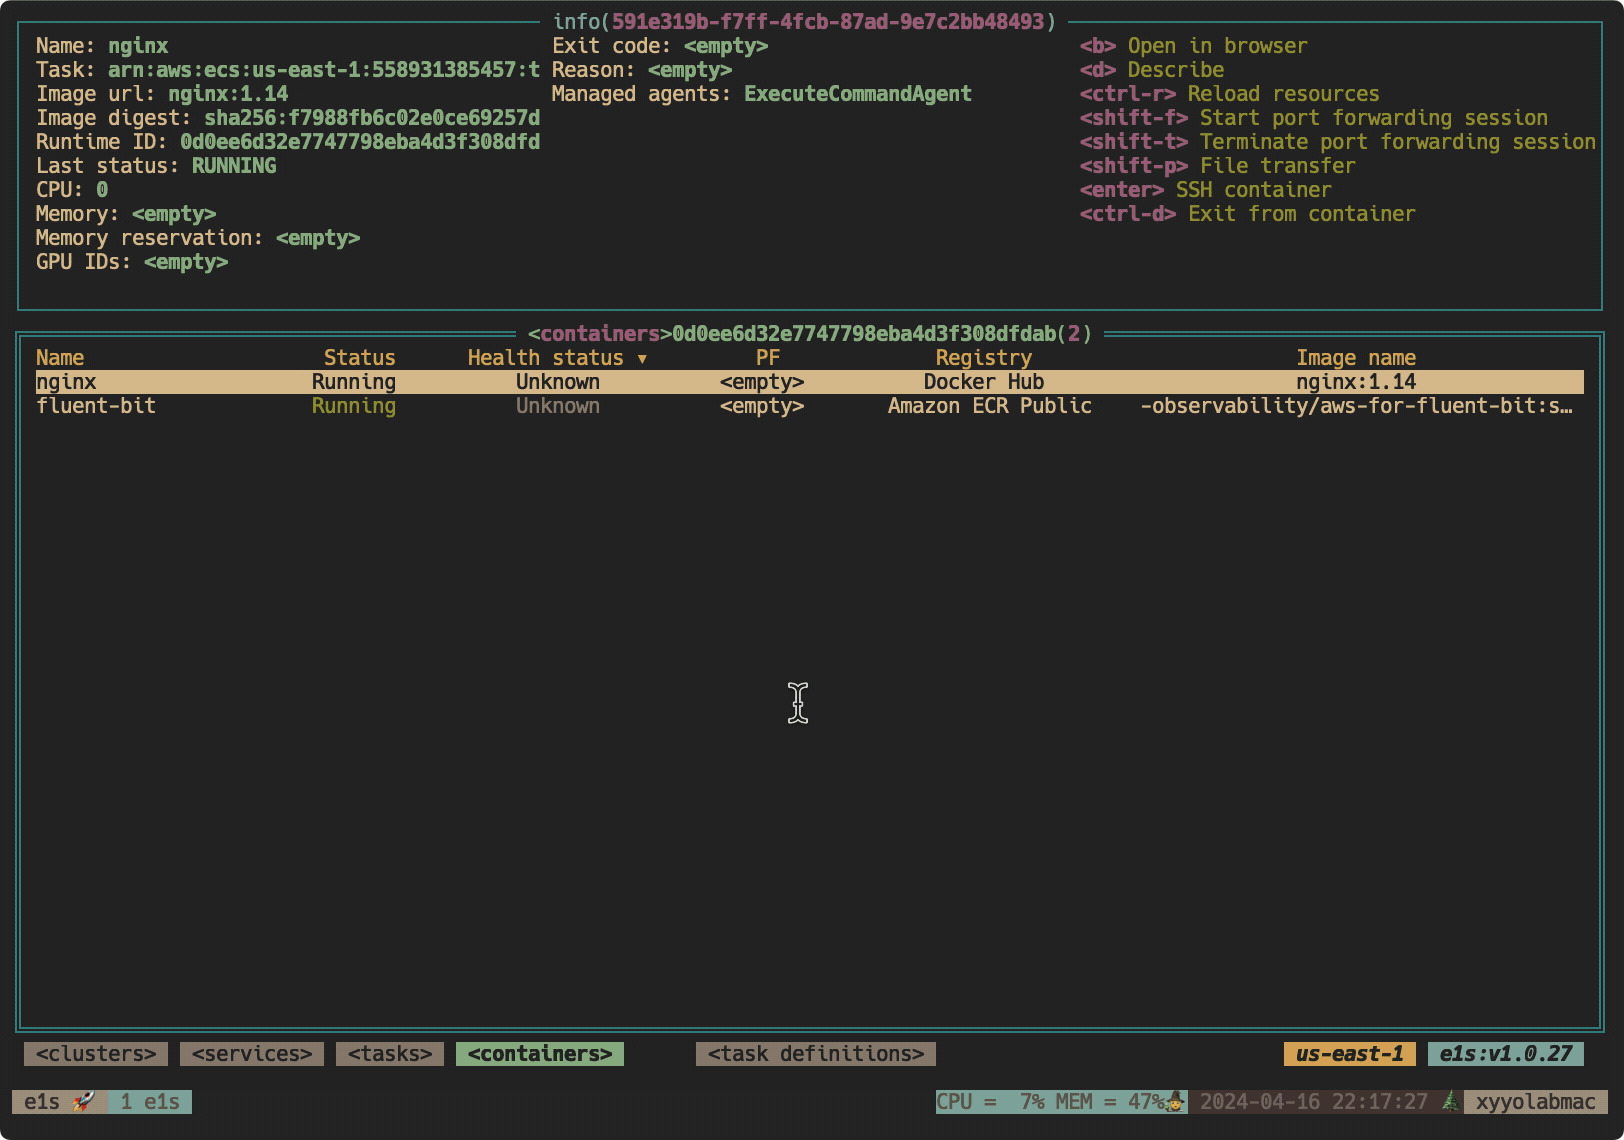 info(591e319b-f7ff-4fcb-87ad-9e7c2bb48493)
Name: nginx
Task: arn:aws:ecs:us-east-1:558931385457:t
Image url: nginx:1.14
Image digest: sha256:f7988fb6c02e0ce69257d
Runtime ID: 0d0ee6d32e7747798eba4d3f308dfd
Last status: RUNNING
CPU: 0
Memory: <empty>
Memory reservation: <empty>
GPU IDs: <empty>
Exit code: <empty>
Reason: <empty>
Managed agents: ExecuteCommandAgent
<b> Open in browser
<d> Describe
<ctrl-r> Reload resources
<shift-f> Start port forwarding session
<shift-t> Terminate port forwarding session
<shift-p> File transfer
<enter> SSH container
<ctrl-d> Exit from container
<containers>0d0ee6d32e7747798eba4d3f308dfdab(2)
Name Status Health status ▾ PF Registry Image name
nginx Running Unknown <empty> Docker Hub nginx:1.14
fluent-bit Running Unknown <empty> Amazon ECR Public -observability/aws-for-fluent-bit:s…
<clusters> <services> <tasks> <containers> <task definitions> us-east-1 e1s:v1.0.27
e1s 🚀 1 e1s CPU = 7% MEM = 47% 2024-04-16 22:17:27 🎄 xyyolabmac